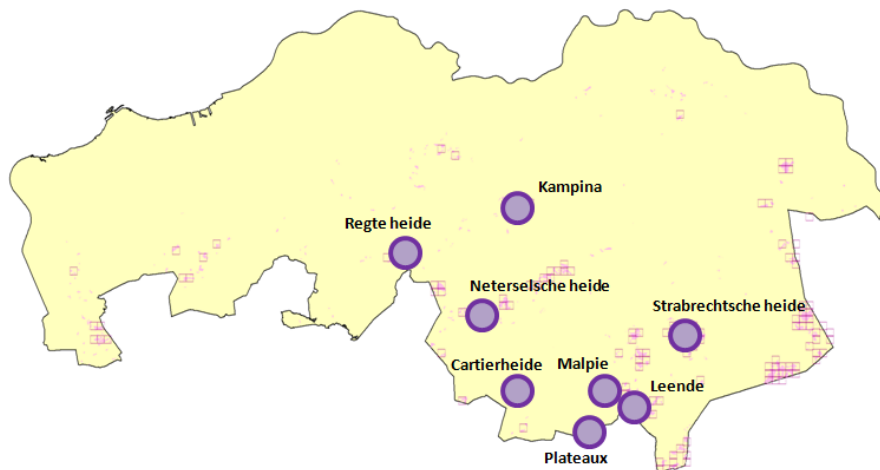 Kampina
Regte heide
Neterselsche heide
Strabrechtsche heide
Cartierheide
Malpie
Leende
Plateaux